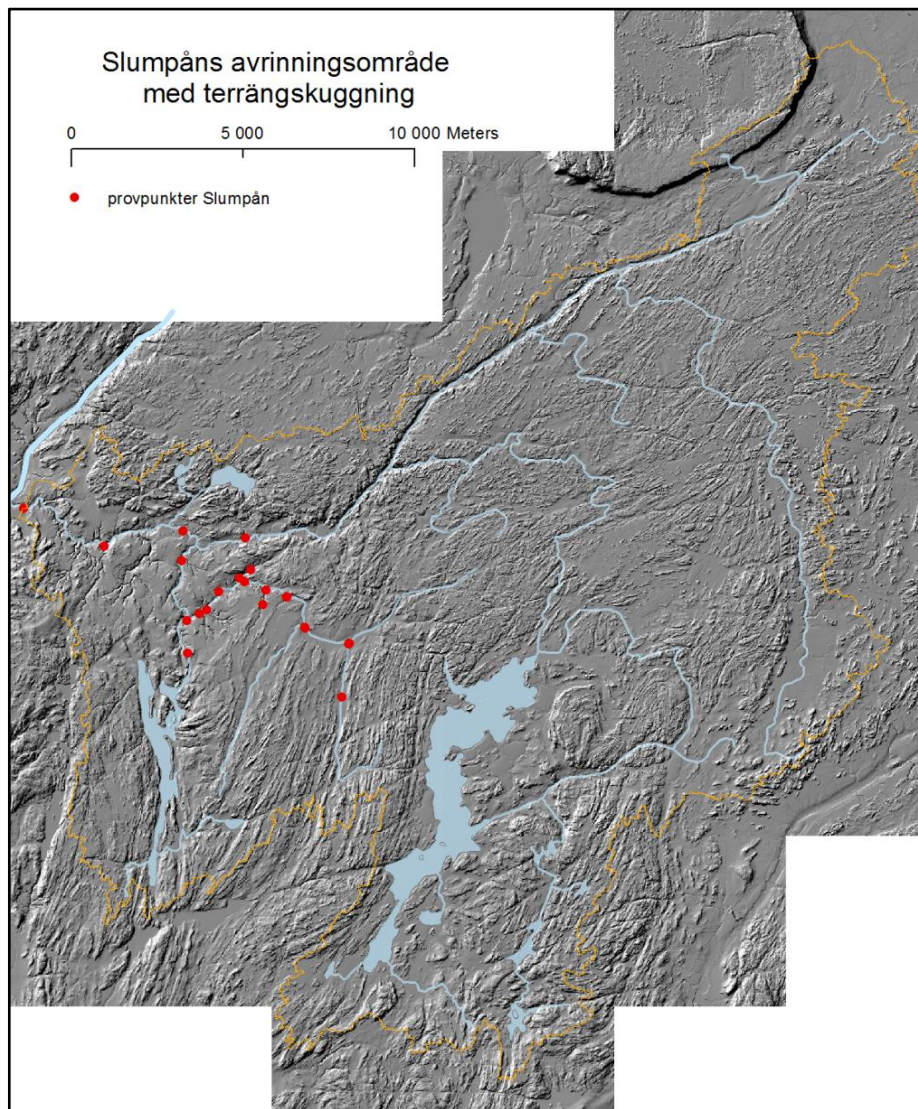 Slumpåns avrinningsområde
med terrängskuggning
0 5 000 10 000 Meters
provpunkter Slumpån